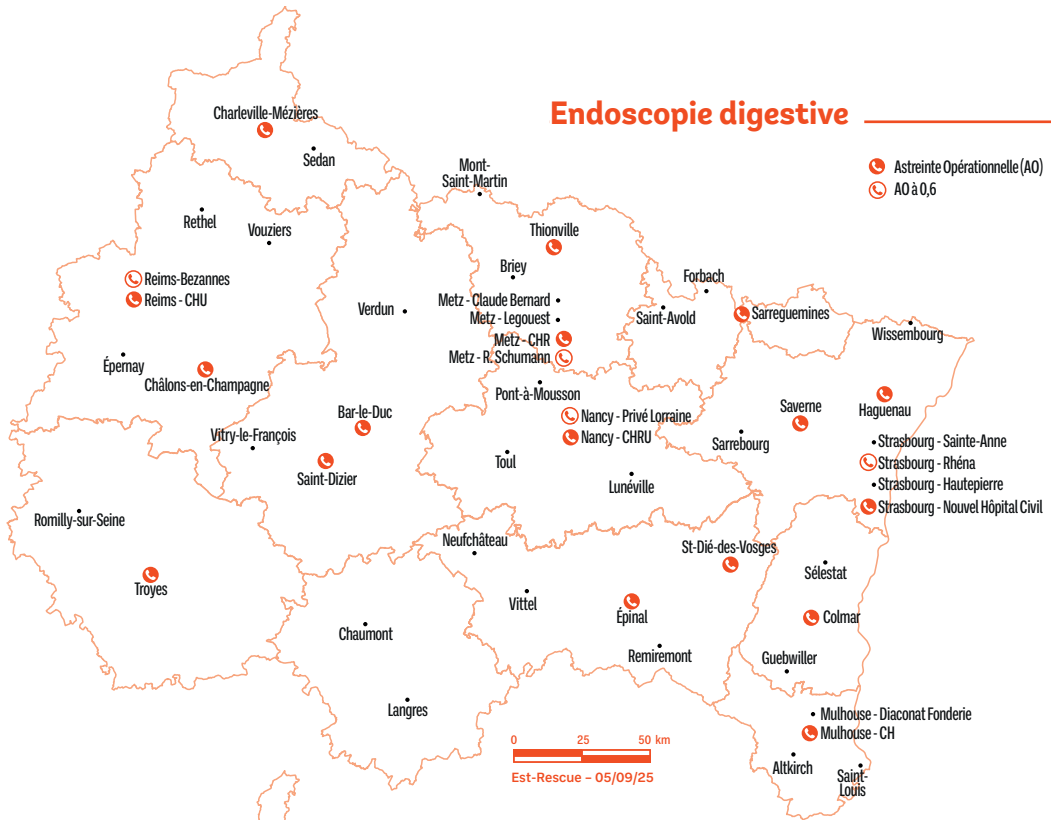 Endoscopie digestive
Astreinte Opérationnelle (AO)
AO à 0,6
Charleville-Mézières
Sedan
Mont-
Saint-Martin
Rethel
Vouziers
Thionville
Briey
Forbach
Reims-Bezannes
Reims - CHU
Verdun
Metz - Claude Bernard
Metz - Legouest
Metz - CHR
Metz - R. Schumann
Saint-Avold
Sarreguemines
Wissembourg
Épernay
Châlons-en-Champagne
Pont-à-Mousson
Bar-le-Duc
Nancy - Privé Lorraine
Nancy - CHRU
Saverne
Haguenau
Vitry-le-François
Sarrebourg
Strasbourg - Sainte-Anne
Strasbourg - Rhéna
Strasbourg - Hautepierre
Strasbourg - Nouvel Hôpital Civil
Toul
Saint-Dizier
Lunéville
Romilly-sur-Seine
Neufchâteau
St-Dié-des-Vosges
Sélestat
Troyes
Vittel
Épinal
Colmar
Chaumont
Remiremont
Guebwiller
Langres
Mulhouse - Diaconat Fonderie
Mulhouse - CH
Altkirch
Saint-
Louis
0 25 50 km
Est-Rescue – 05/09/25